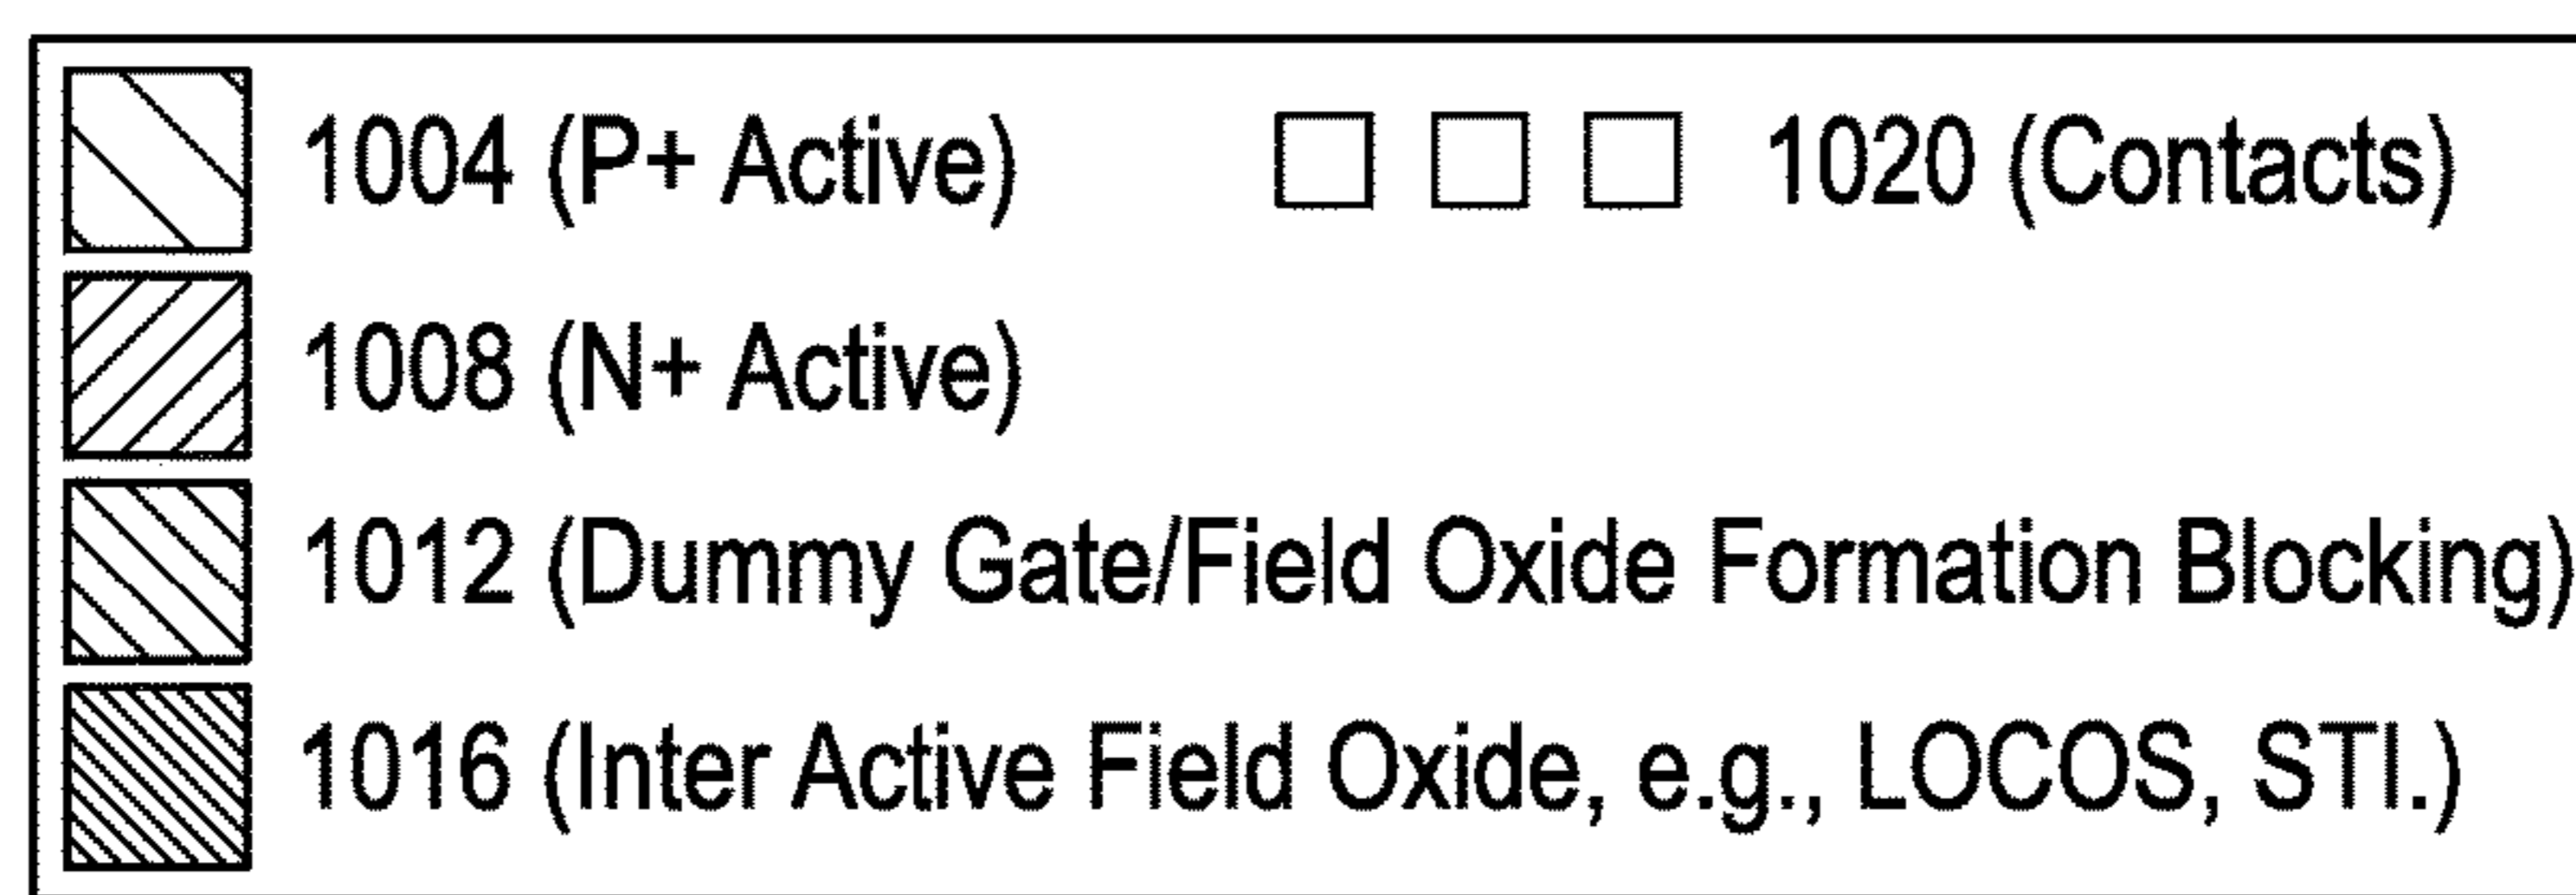 1004 (P+ Active)
1020 (Contacts)
1008 (N+ Active)
1012 (Dummy Gate/Field Oxide Formation Blocking)
1016 (Inter Active Field Oxide, e.g., LOCOS, STI.)